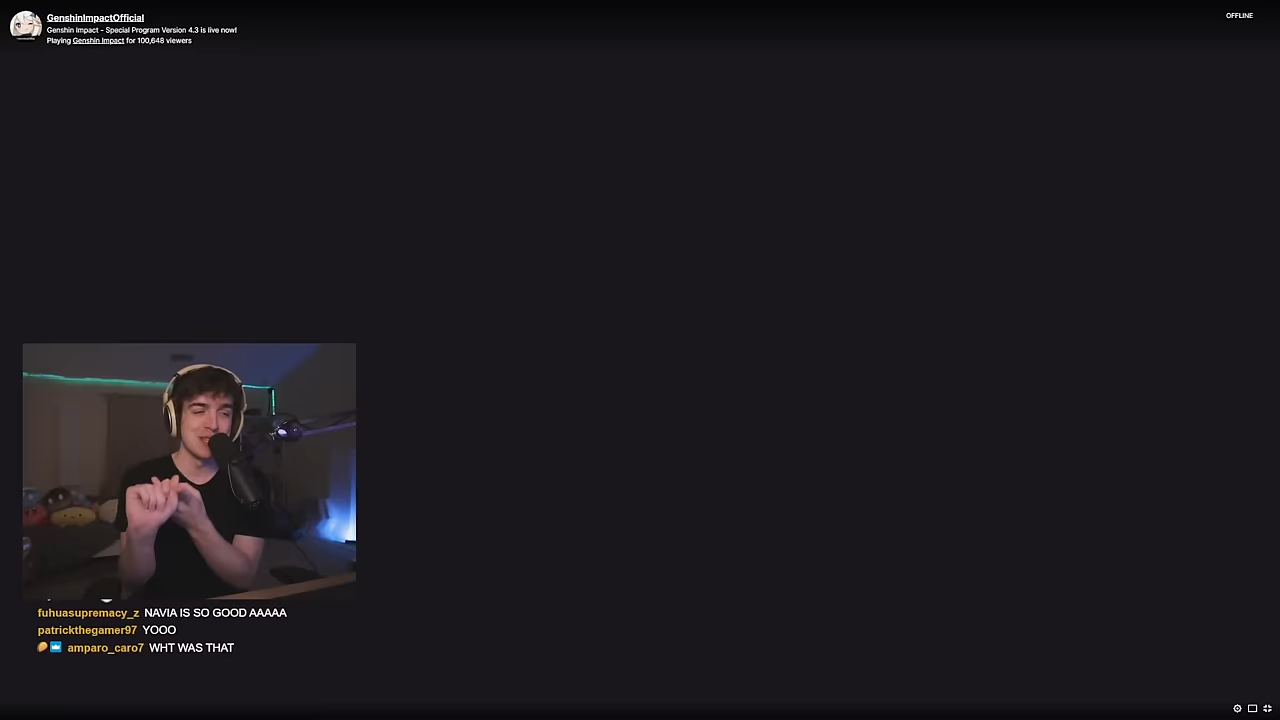 GenshinImpactOfficial
Genshin Impact - Special Program Version 4.3 is live now!
Playing Genshin Impact for 100,648 viewers
OFFLINE
fuhuasupremacy_z NAVIA IS SO GOOD AAAAA
patrickthegamer97 YOOO
amparo_caro7 WHT WAS THAT